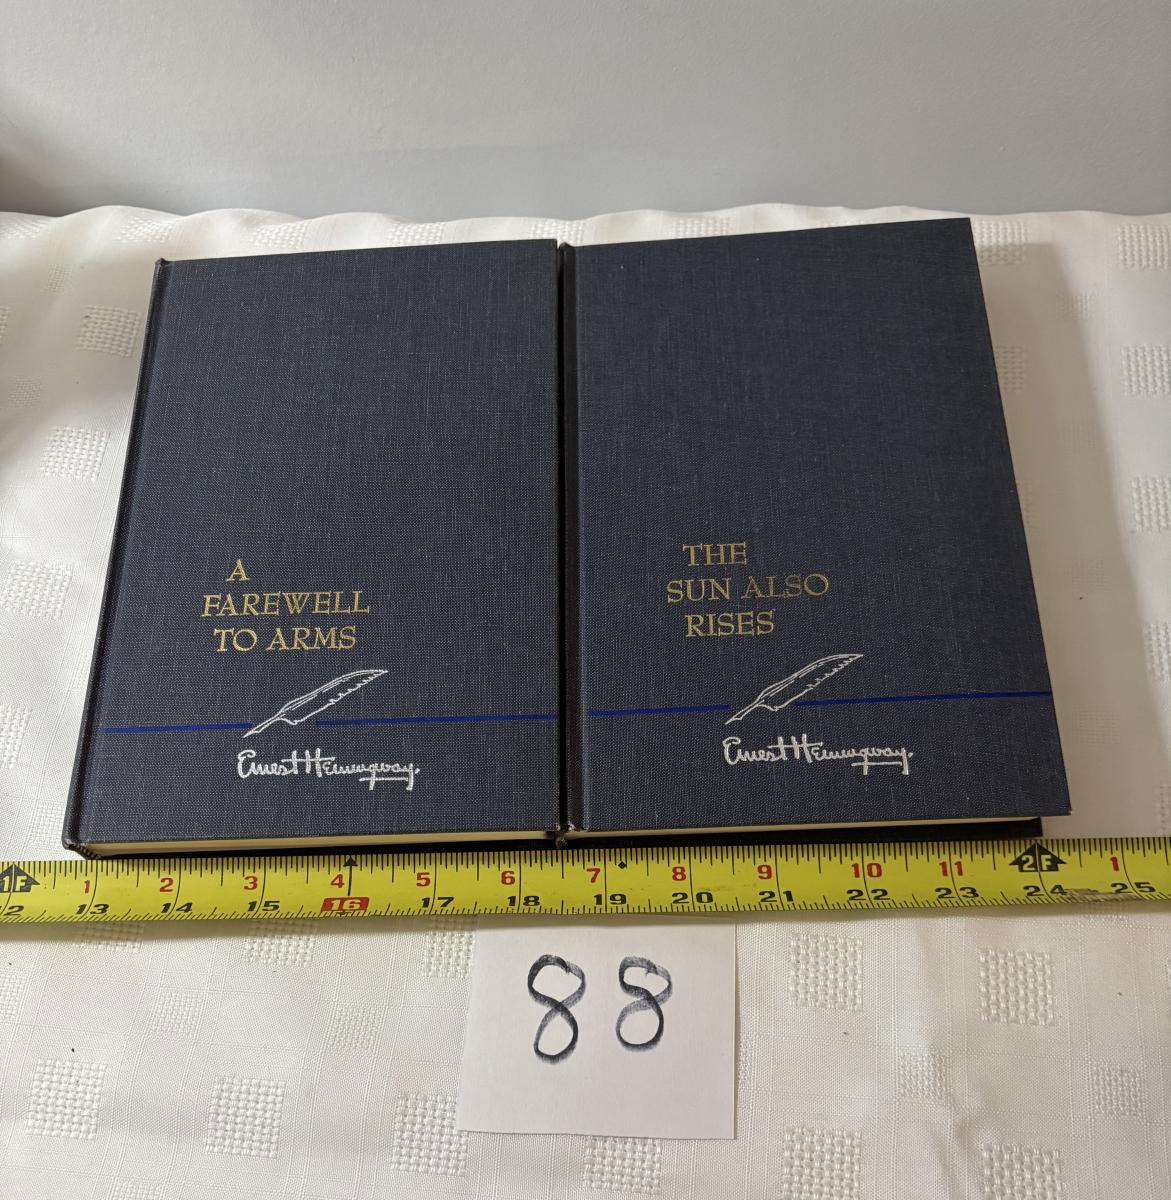 A
FAREWELL
TO ARMS
Ernest Hemingway.
THE
SUN ALSO
RISES
Ernest Hemingway.
1F 1 2 3 4 5 6 7 8 9 10 11 2F 1
2 13 14 15 16 17 18 19 20 21 22 23 24 25
88